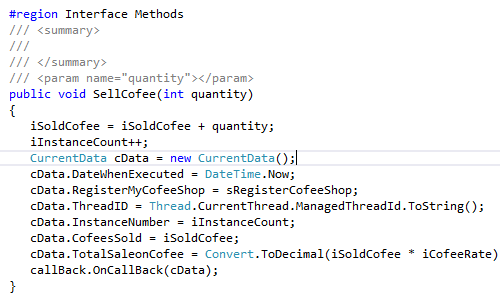 #region Interface Methods
/// <summary>
///
/// </summary>
/// <param name="quantity"></param>
public void SellCofee(int quantity)
{
iSoldCofee = iSoldCofee + quantity;
iInstanceCount++;
CurrentData cData = new CurrentData();
cData.DateWhenExecuted = DateTime.Now;
cData.RegisterMyCofeeShop = sRegisterCofeeShop;
cData.ThreadID = Thread.CurrentThread.ManagedThreadId.ToString();
cData.InstanceNumber = iInstanceCount;
cData.CofeesSold = iSoldCofee;
cData.TotalSaleonCofee = Convert.ToDecimal(iSoldCofee * iCofeeRate)
callBack.OnCallBack(cData);
}